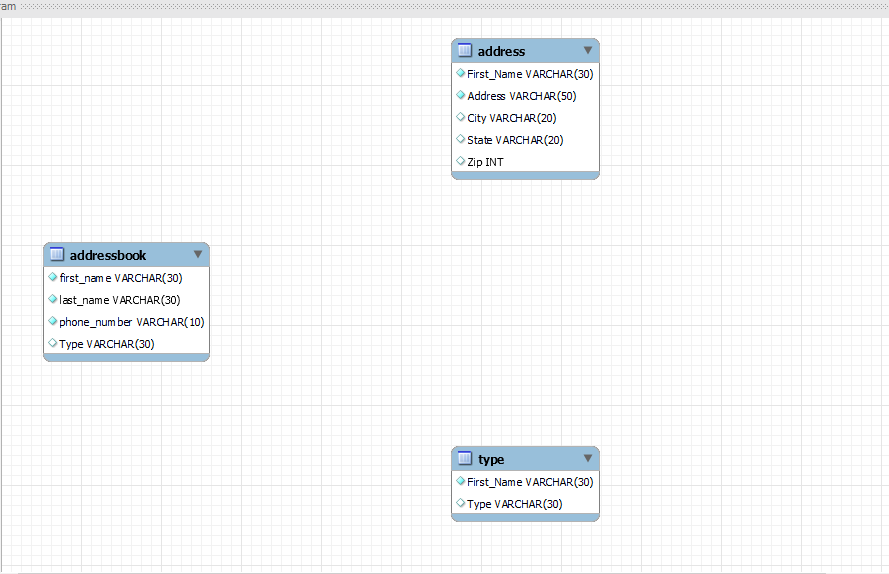 ram
address
First_Name VARCHAR(30)
Address VARCHAR(50)
City VARCHAR(20)
State VARCHAR(20)
Zip INT
addressbook
first_name VARCHAR(30)
last_name VARCHAR(30)
phone_number VARCHAR(10)
Type VARCHAR(30)
type
First_Name VARCHAR(30)
Type VARCHAR(30)